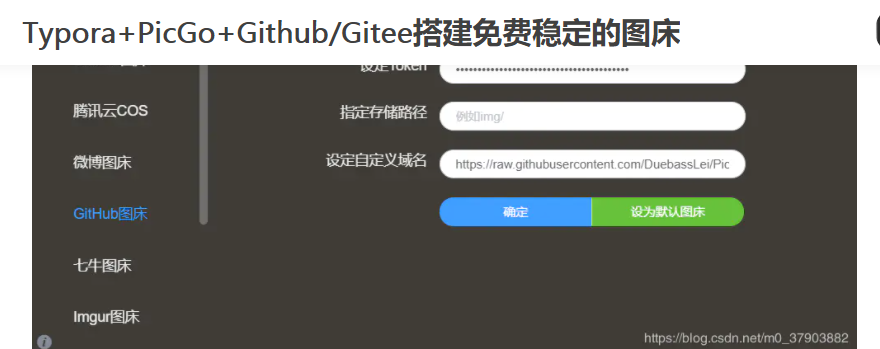 Typora+PicGo+Github/Gitee搭建免费稳定的图床
设定Token
腾讯云COS
指定存储路径
例如img/
微博图床
设定自定义域名
https://raw.githubusercontent.com/DuebassLei/Pic
GitHub图床
确定
设为默认图床
七牛图床
Imgur图床
https://blog.csdn.net/m0_37903882